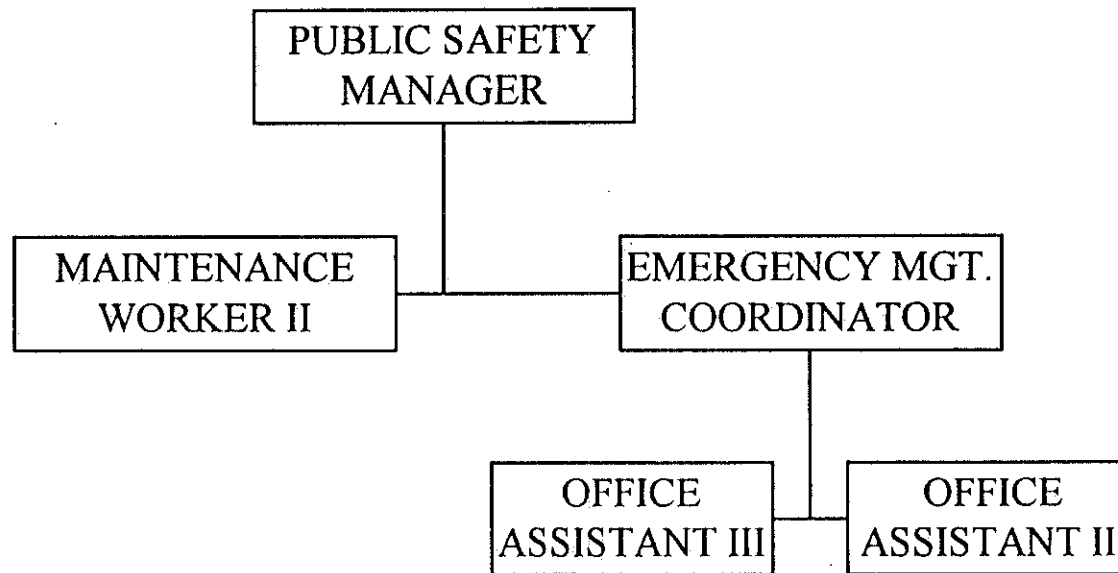 PUBLIC SAFETY
MANAGER
MAINTENANCE
WORKER II
EMERGENCY MGT.
COORDINATOR
OFFICE
ASSISTANT III
OFFICE
ASSISTANT II